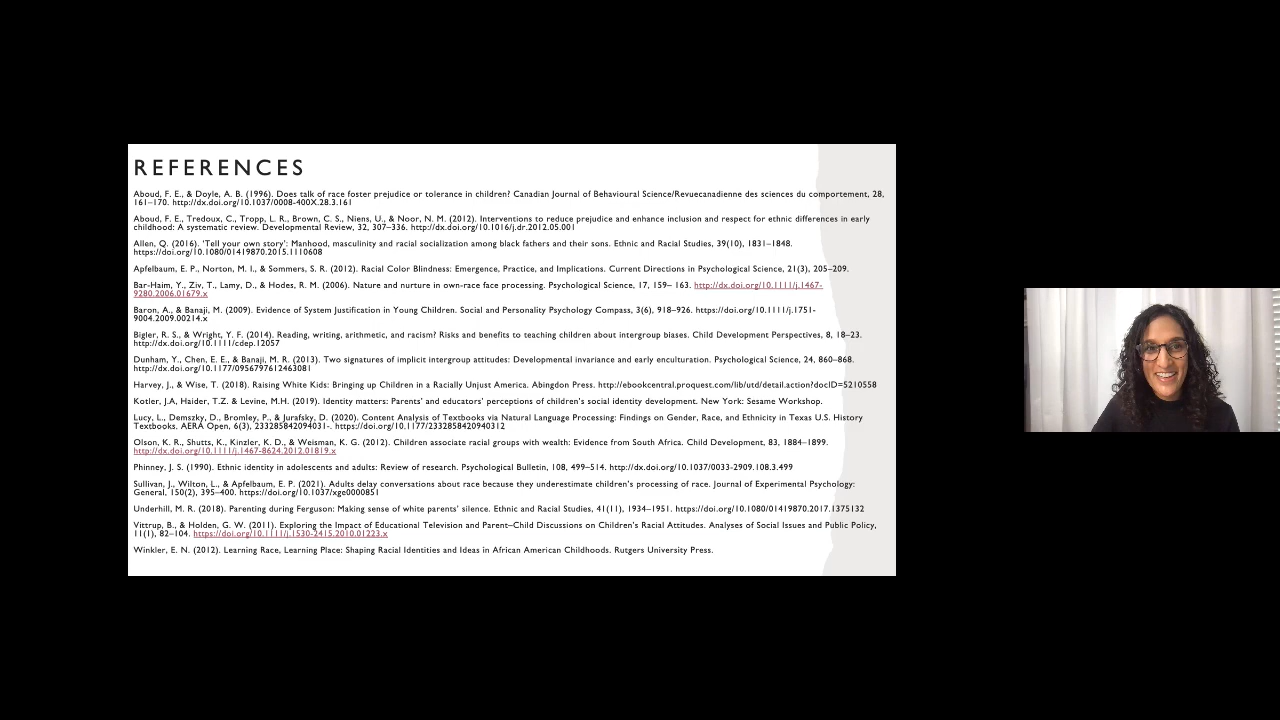 REFERENCES
Aboud, F. E., & Doyle, A. B. (1996). Does talk of race foster prejudice or tolerance in children? Canadian Journal of Behavioural Science/Revuecanadienne des sciences du comportement, 28,
161–170. http://dx.doi.org/10.1037/0008-400X.28.3.161
Aboud, F. E., Tredoux, C., Tropp, L. R., Brown, C. S., Niens, U., & Noor, N. M. (2012). Interventions to reduce prejudice and enhance inclusion and respect for ethnic differences in early
childhood: A systematic review. Developmental Review, 32, 307–336. http://dx.doi.org/10.1016/j.dr.2012.05.001
Allen, Q. (2016). 'Tell your own story': Manhood, masculinity and racial socialization among black fathers and their sons. Ethnic and Racial Studies, 39(10), 1831–1848.
https://doi.org/10.1080/01419870.2015.1110608
Apfelbaum, E. P., Norton, M. I., & Sommers, S. R. (2012). Racial Color Blindness: Emergence, Practice, and Implications. Current Directions in Psychological Science, 21(3), 205–209.
Bar-Haim, Y., Ziv, T., Lamy, D., & Hodes, R. M. (2006). Nature and nurture in own-race face processing. Psychological Science, 17, 159– 163. http://dx.doi.org/10.1111/j.1467-
9280.2006.01679.x
Baron, A., & Banaji, M. (2009). Evidence of System Justification in Young Children. Social and Personality Psychology Compass, 3(6), 918–926. https://doi.org/10.1111/j.1751-
9004.2009.00214.x
Bigler, R. S., & Wright, Y. F. (2014). Reading, writing, arithmetic, and racism? Risks and benefits to teaching children about intergroup biases. Child Development Perspectives, 8, 18–23.
http://dx.doi.org/10.1111/cdep.12057
Dunham, Y., Chen, E. E., & Banaji, M. R. (2013). Two signatures of implicit intergroup attitudes: Developmental invariance and early enculturation. Psychological Science, 24, 860–868.
http://dx.doi.org/10.1177/0956797612463081
Harvey, J., & Wise, T. (2018). Raising White Kids: Bringing up Children in a Racially Unjust America. Abingdon Press. http://ebookcentral.proquest.com/lib/utd/detail.action?docID=5210558
Kotler, J.A, Haider, T.Z. & Levine, M.H. (2019). Identity matters: Parents' and educators' perceptions of children's social identity development. New York: Sesame Workshop.
Lucy, L., Demszky, D., Bromley, P., & Jurafsky, D. (2020). Content Analysis of Textbooks via Natural Language Processing: Findings on Gender, Race, and Ethnicity in Texas U.S. History
Textbooks. AERA Open, 6(3), 233285842094031-. https://doi.org/10.1177/2332858420940312
Olson, K. R., Shutts, K., Kinzler, K. D., & Weisman, K. G. (2012). Children associate racial groups with wealth: Evidence from South Africa. Child Development, 83, 1884–1899.
http://dx.doi.org/10.1111/j.1467-8624.2012.01819.x
Phinney, J. S. (1990). Ethnic identity in adolescents and adults: Review of research. Psychological Bulletin, 108, 499–514. http://dx.doi.org/10.1037/0033-2909.108.3.499
Sullivan, J., Wilton, L., & Apfelbaum, E. P. (2021). Adults delay conversations about race because they underestimate children's processing of race. Journal of Experimental Psychology:
General, 150(2), 395–400. https://doi.org/10.1037/xge0000851
Underhill, M. R. (2018). Parenting during Ferguson: Making sense of white parents' silence. Ethnic and Racial Studies, 41(11), 1934–1951. https://doi.org/10.1080/01419870.2017.1375132
Vittrup, B., & Holden, G. W. (2011). Exploring the Impact of Educational Television and Parent–Child Discussions on Children's Racial Attitudes. Analyses of Social Issues and Public Policy,
11(1), 82–104. https://doi.org/10.1111/j.1530-2415.2010.01223.x
Winkler, E. N. (2012). Learning Race, Learning Place: Shaping Racial Identities and Ideas in African American Childhoods. Rutgers University Press.